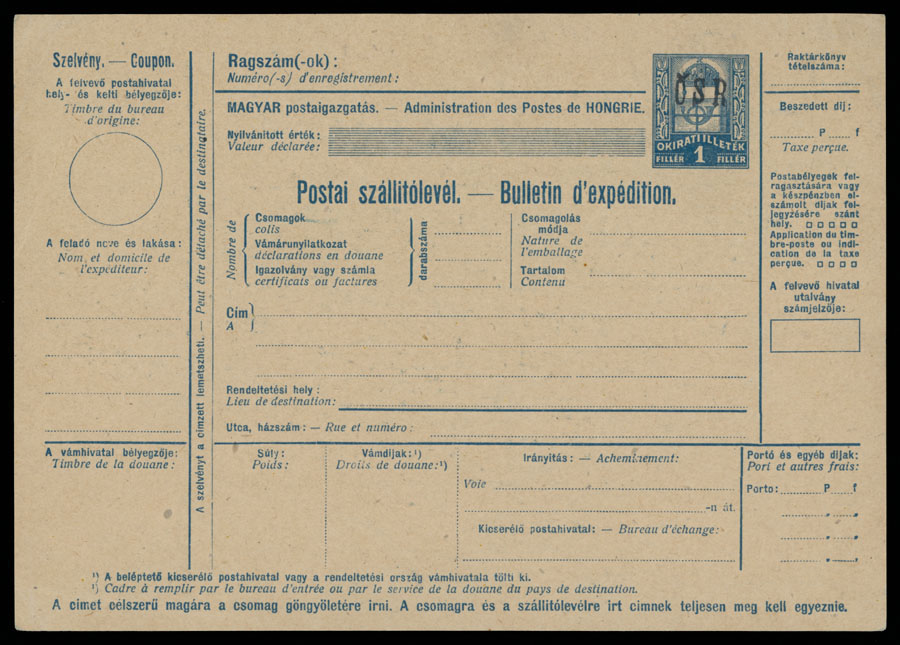 Szelvény. — Coupon.
A felvevő postahivatal
hely- és kelti bélyegzője:
Timbre du bureau
d'origine:
A feladó neve és lakása:
Nom et domicile de
l'expéditeur:
A vámhivatal bélyegzője:
Timbre de la douane:
A szelvényt a címzett lemetszheti. — Peut être détaché par le destinataire.
Ragszám(-ok):
Numéro(-s) d'enregistrement:
MAGYAR postaigazgatás. — Administration des Postes de HONGRIE.
Nyilvánított érték:
Valeur déclarée:
ČSR
OKIRATI ILLETÉK
FILLÉR 1 FILLÉR
Postai szállitólevél. — Bulletin d'expédition.
Nombre de
Csomagok
colis
Vámárunyilatkozat
déclarations en douane
Igazolvány vagy számla
certificats ou factures
darabszáma
Csomagolás
módja
Nature de
l'emballage
Tartalom
Contenu
Cím
A
Rendeltetési hely:
Lieu de destination:
Utca, házszám: — Rue et numéro:
Raktárkönyv
tételszáma:
Beszedett díj:
P f
Taxe perçue.
Postabélyegek fel-
ragasztására vagy
a készpénzben el-
számolt díjak fel-
jegyzésére szánt
hely.
Application du tim-
bre-poste ou indi-
cation de la taxe
perçue.
A felvevő hivatal
utalvány
számjelzője:
Súly:
Poids:
Vámdíjak:¹)
Droits de douane:¹)
Irányítás: — Acheminement:
Voie
-n át.
Kicserélő postahivatal: — Bureau d'échange:
Portó és egyéb díjak:
Port et autres frais:
Porto: P f
¹) A beléptető kicserélő postahivatal vagy a rendeltetési ország vámhivatala tölti ki.
¹) Cadre à remplir par le bureau d'entrée ou par le service de la douane du pays de destination.
A címet célszerű magára a csomag göngyöletére írni. A csomagra és a szállítólevélre írt címnek teljesen meg kell egyeznie.